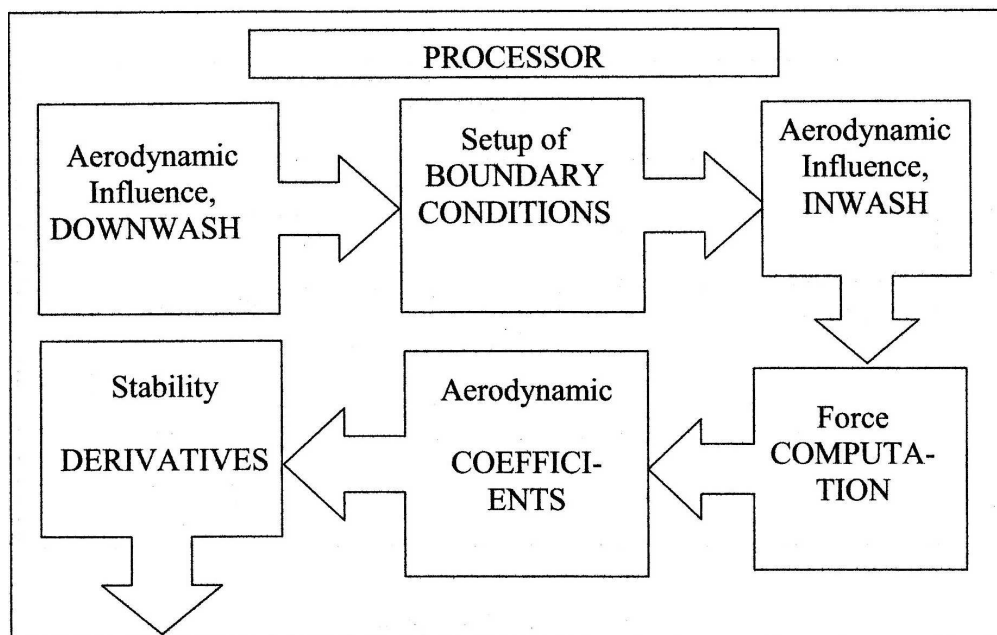 PROCESSOR
Aerodynamic
Influence,
DOWNWASH
Setup of
BOUNDARY
CONDITIONS
Aerodynamic
Influence,
INWASH
Force
COMPUTA-
TION
Aerodynamic
COEFFICI-
ENTS
Stability
DERIVATIVES